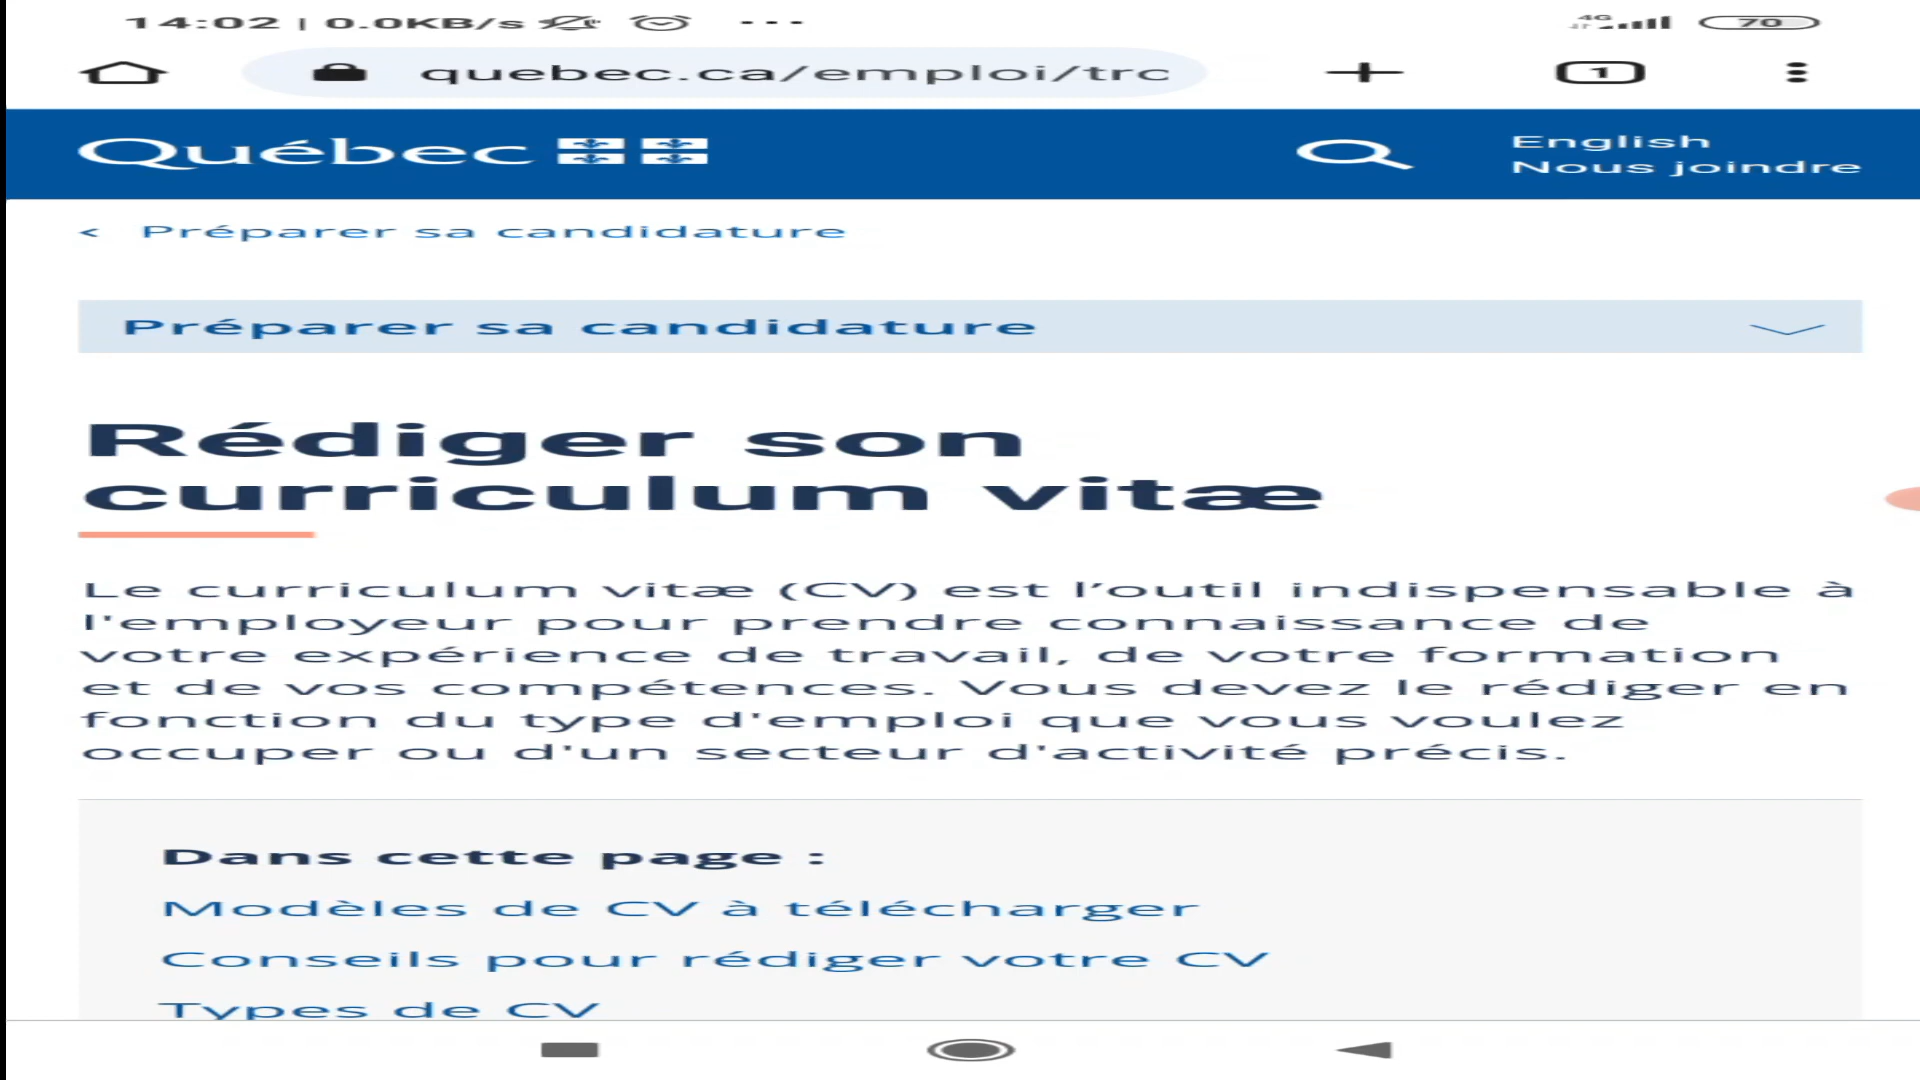 14:02 | 0.0KB/s
4G
70
quebec.ca/emploi/trc
1
Québec
English
Nous joindre
< Préparer sa candidature
Préparer sa candidature
Rédiger son
curriculum vitæ
Le curriculum vitæ (CV) est l’outil indispensable à
l'employeur pour prendre connaissance de
votre expérience de travail, de votre formation
et de vos compétences. Vous devez le rédiger en
fonction du type d'emploi que vous voulez
occuper ou d'un secteur d'activité précis.
Dans cette page :
Modèles de CV à télécharger
Conseils pour rédiger votre CV
Types de CV